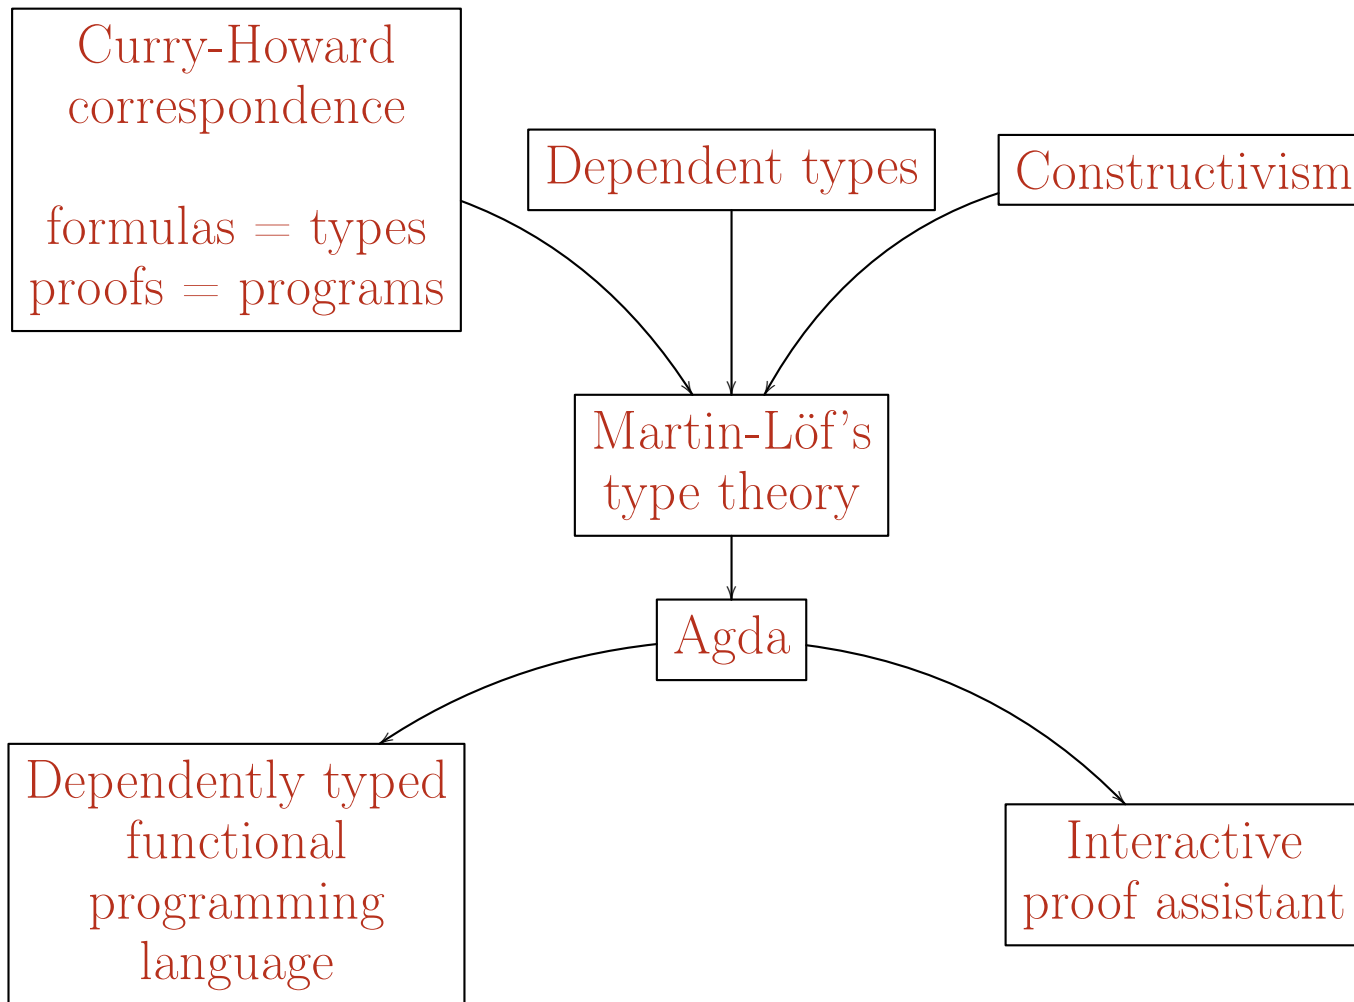 Curry-Howard
correspondence
formulas = types
proofs = programs
Dependent types
Constructivism
Martin-Löf's
type theory
Agda
Dependently typed
functional
programming
language
Interactive
proof assistant